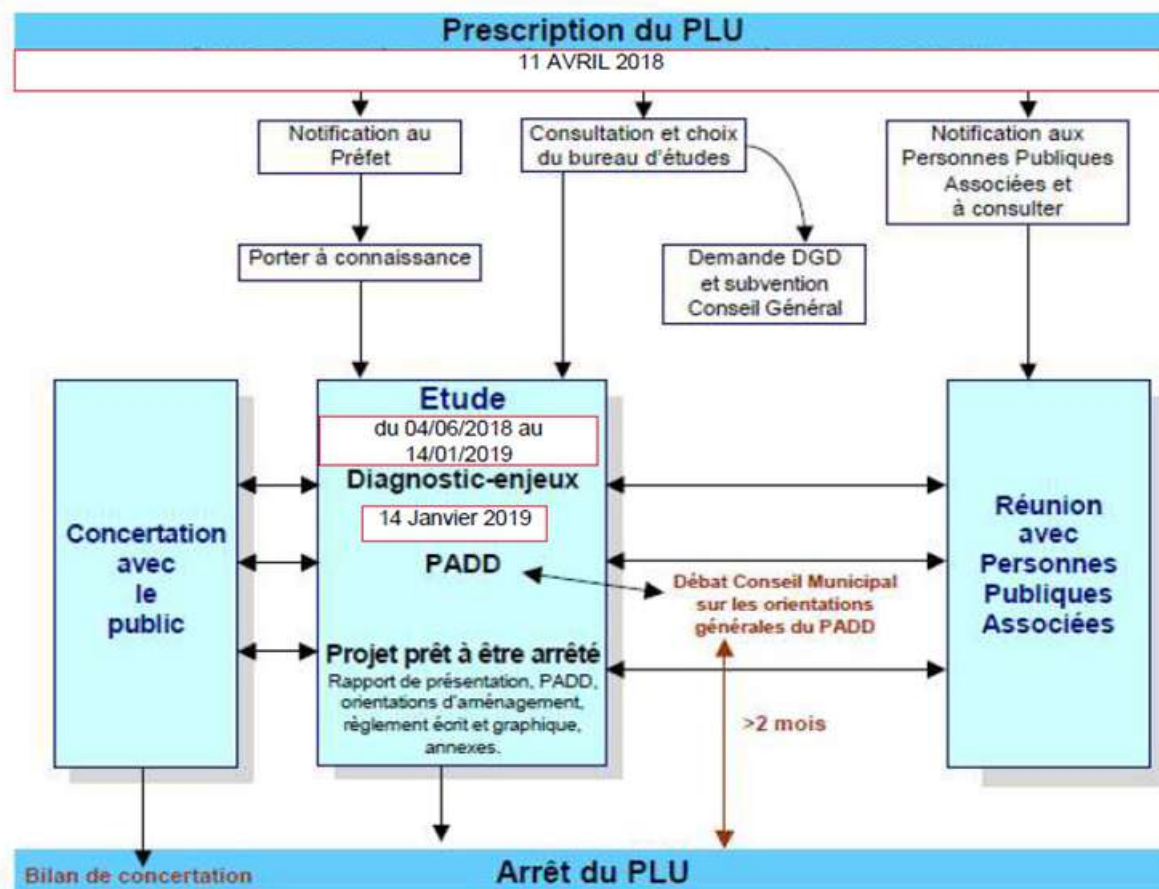 Prescription du PLU
11 AVRIL 2018
Notification au
Préfet
Consultation et choix
du bureau d'études
Notification aux
Personnes Publiques
Associées et
à consulter
Porter à connaissance
Demande DGD
et subvention
Conseil Général
Concertation
avec
le
public
Etude
du 04/06/2018 au
14/01/2019
Diagnostic-enjeux
14 Janvier 2019
PADD
Projet prêt à être arrêté
Rapport de présentation, PADD,
orientations d'aménagement,
règlement écrit et graphique,
annexes.
Débat Conseil Municipal
sur les orientations
générales du PADD
>2 mois
Réunion
avec
Personnes
Publiques
Associées
Bilan de concertation
Arrêt du PLU